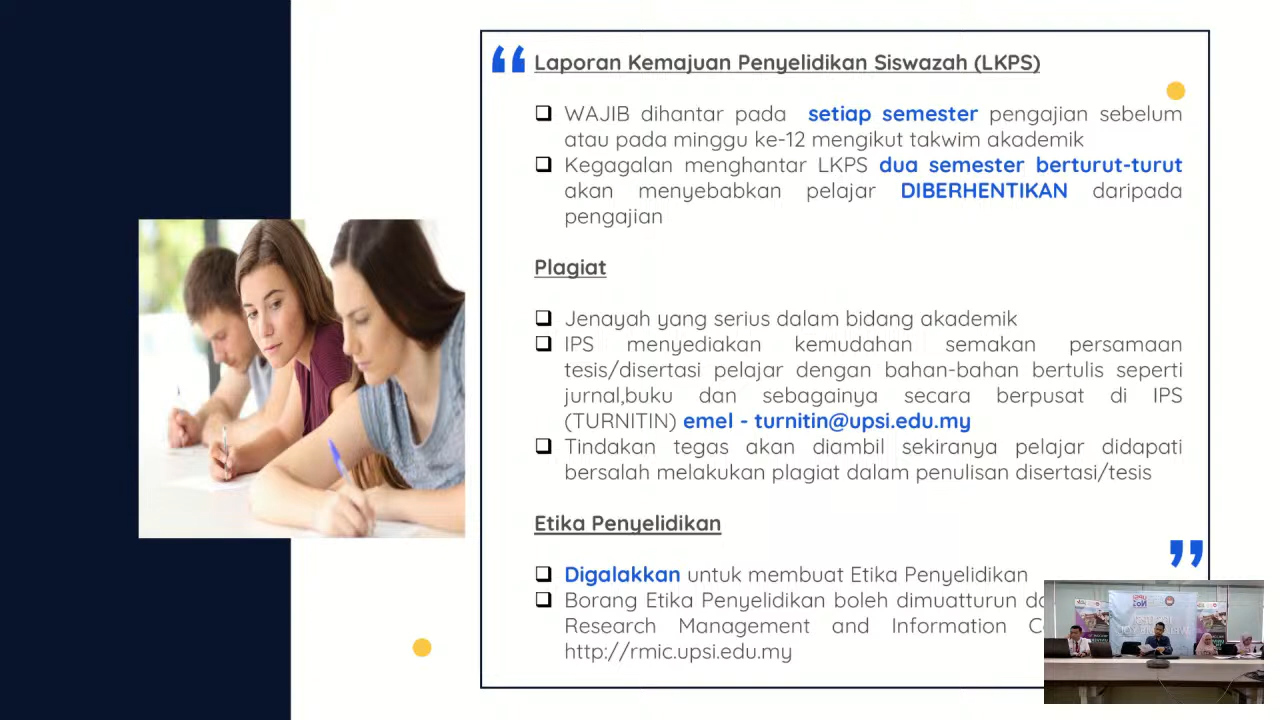 Laporan Kemajuan Penyelidikan Siswazah (LKPS)
WAJIB dihantar pada setiap semester pengajian sebelum
atau pada minggu ke-12 mengikut takwim akademik
Kegagalan menghantar LKPS dua semester berturut-turut
akan menyebabkan pelajar DIBERHENTIKAN daripada
pengajian
Plagiat
Jenayah yang serius dalam bidang akademik
IPS menyediakan kemudahan semakan persamaan
tesis/disertasi pelajar dengan bahan-bahan bertulis seperti
jurnal,buku dan sebagainya secara berpusat di IPS
(TURNITIN) emel - turnitin@upsi.edu.my
Tindakan tegas akan diambil sekiranya pelajar didapati
bersalah melakukan plagiat dalam penulisan disertasi/tesis
Etika Penyelidikan
Digalakkan untuk membuat Etika Penyelidikan
Borang Etika Penyelidikan boleh dimuatturun
Research Management and Information
http://rmic.upsi.edu.my